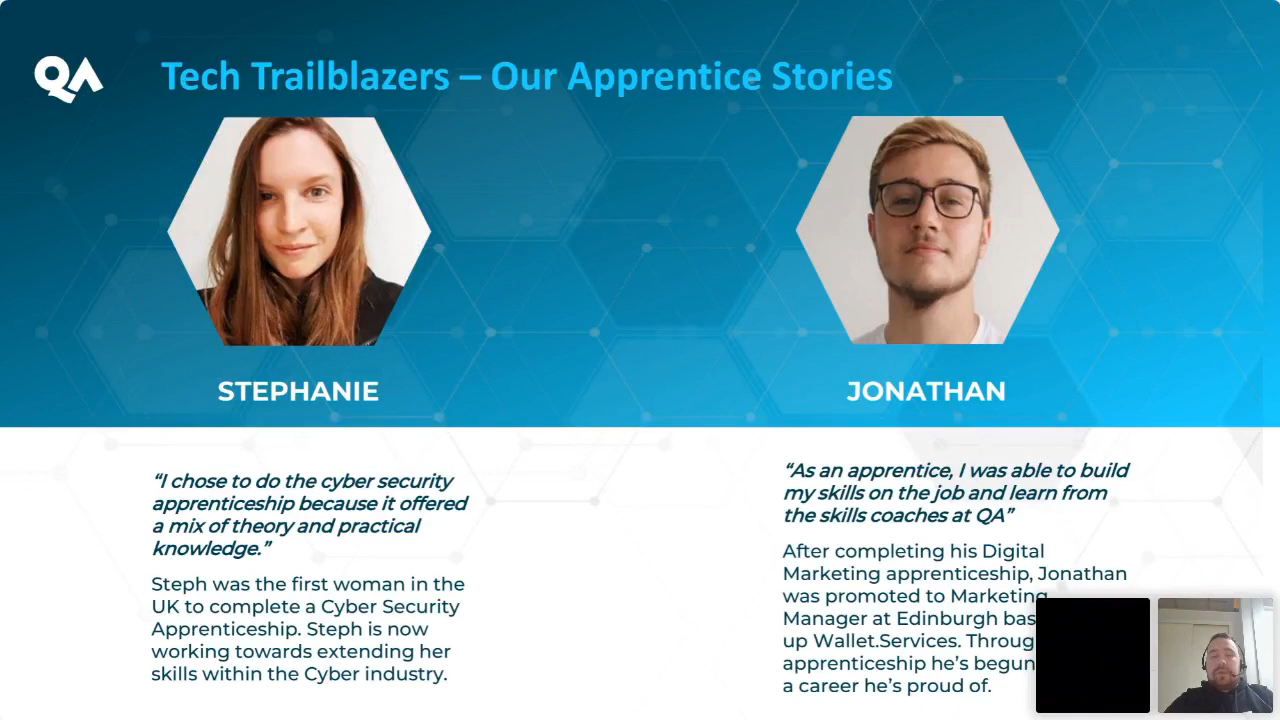 QA
Tech Trailblazers – Our Apprentice Stories
STEPHANIE
“I chose to do the cyber security
apprenticeship because it offered
a mix of theory and practical
knowledge.”
Steph was the first woman in the
UK to complete a Cyber Security
Apprenticeship. Steph is now
working towards extending her
skills within the Cyber industry.
JONATHAN
“As an apprentice, I was able to build
my skills on the job and learn from
the skills coaches at QA”
After completing his Digital
Marketing apprenticeship, Jonathan
was promoted to Marketing
Manager at Edinburgh
up Wallet.Services.
apprenticeship he’s begun
a career he’s proud of.